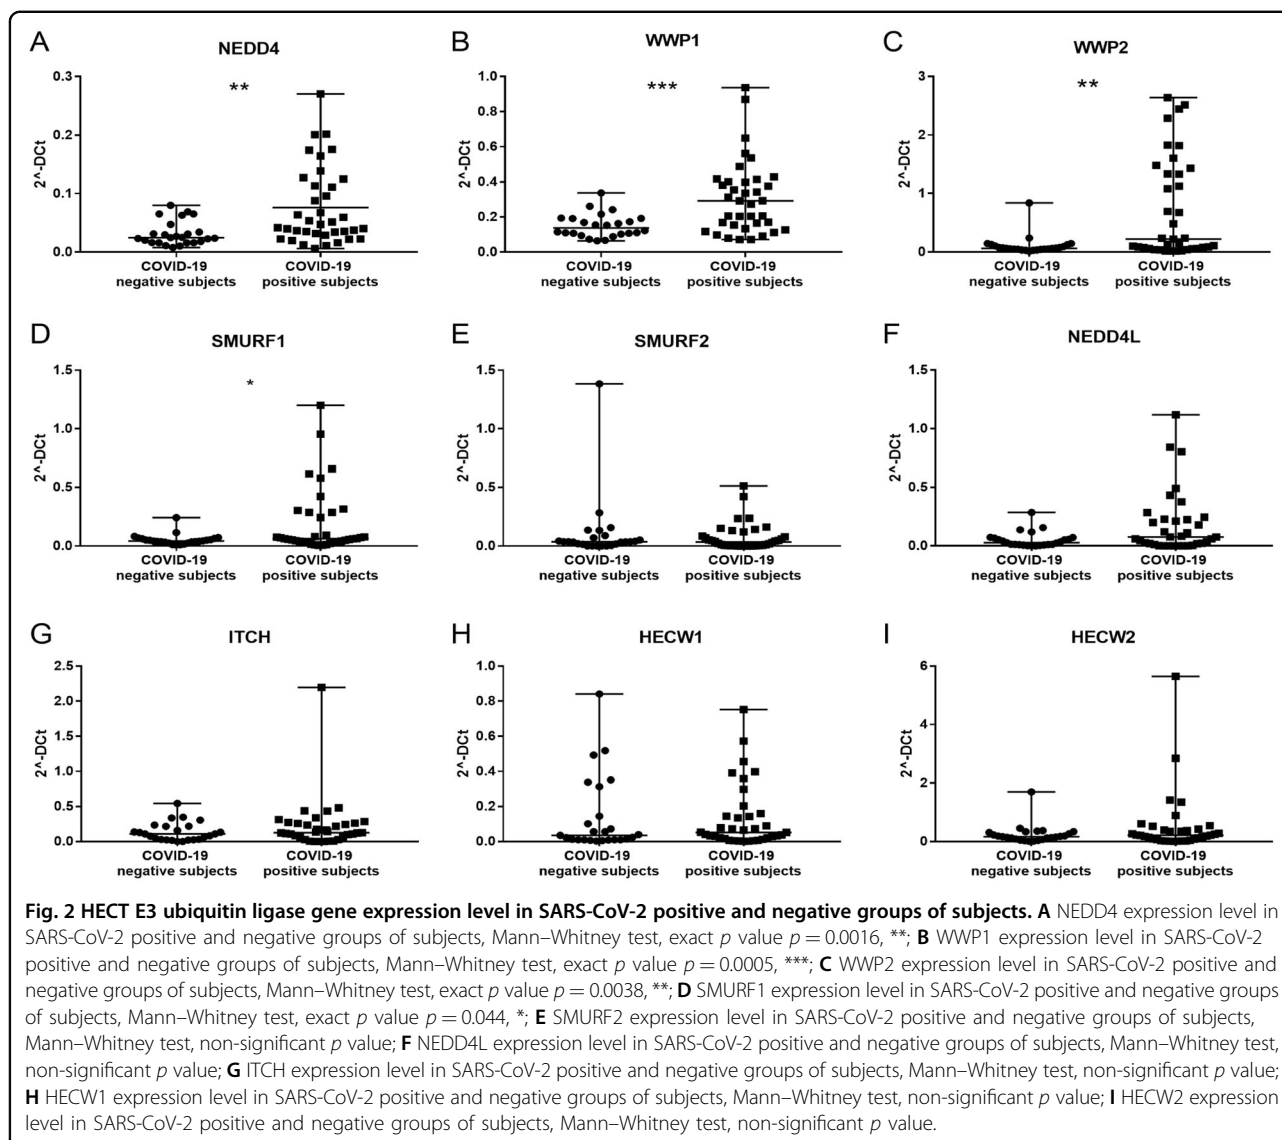 A
NEDD4
**
2^-DCt
0.3
0.2
0.1
0.0
COVID-19
negative subjects
COVID-19
positive subjects
B
WWP1
***
2^-DCt
1.0
0.8
0.6
0.4
0.2
0.0
COVID-19
negative subjects
COVID-19
positive subjects
C
WWP2
**
2^-DCt
3
2
1
0
COVID-19
negative subjects
COVID-19
positive subjects
D
SMURF1
*
2^-DCt
1.5
1.0
0.5
0.0
COVID-19
negative subjects
COVID-19
positive subjects
E
SMURF2
2^-DCt
1.5
1.0
0.5
0.0
COVID-19
negative subjects
COVID-19
positive subjects
F
NEDD4L
2^-DCt
1.5
1.0
0.5
0.0
COVID-19
negative subjects
COVID-19
positive subjects
G
ITCH
2^-DCt
2.5
2.0
1.5
1.0
0.5
0.0
COVID-19
negative subjects
COVID-19
positive subjects
H
HECW1
2^-DCt
1.0
0.8
0.6
0.4
0.2
0.0
COVID-19
negative subjects
COVID-19
positive subjects
I
HECW2
2^-DCt
6
4
2
0
COVID-19
negative subjects
COVID-19
positive subjects
Fig. 2 HECT E3 ubiquitin ligase gene expression level in SARS-CoV-2 positive and negative groups of subjects. A NEDD4 expression level in
SARS-CoV-2 positive and negative groups of subjects, Mann–Whitney test, exact p value p = 0.0016, **; B WWP1 expression level in SARS-CoV-2
positive and negative groups of subjects, Mann–Whitney test, exact p value p = 0.0005, ***; C WWP2 expression level in SARS-CoV-2 positive and
negative groups of subjects, Mann–Whitney test, exact p value p = 0.0038, **; D SMURF1 expression level in SARS-CoV-2 positive and negative groups
of subjects, Mann–Whitney test, exact p value p = 0.044, *; E SMURF2 expression level in SARS-CoV-2 positive and negative groups of subjects,
Mann–Whitney test, non-significant p value; F NEDD4L expression level in SARS-CoV-2 positive and negative groups of subjects, Mann–Whitney test,
non-significant p value; G ITCH expression level in SARS-CoV-2 positive and negative groups of subjects, Mann–Whitney test, non-significant p value;
H HECW1 expression level in SARS-CoV-2 positive and negative groups of subjects, Mann–Whitney test, non-significant p value; I HECW2 expression
level in SARS-CoV-2 positive and negative groups of subjects, Mann–Whitney test, non-significant p value.